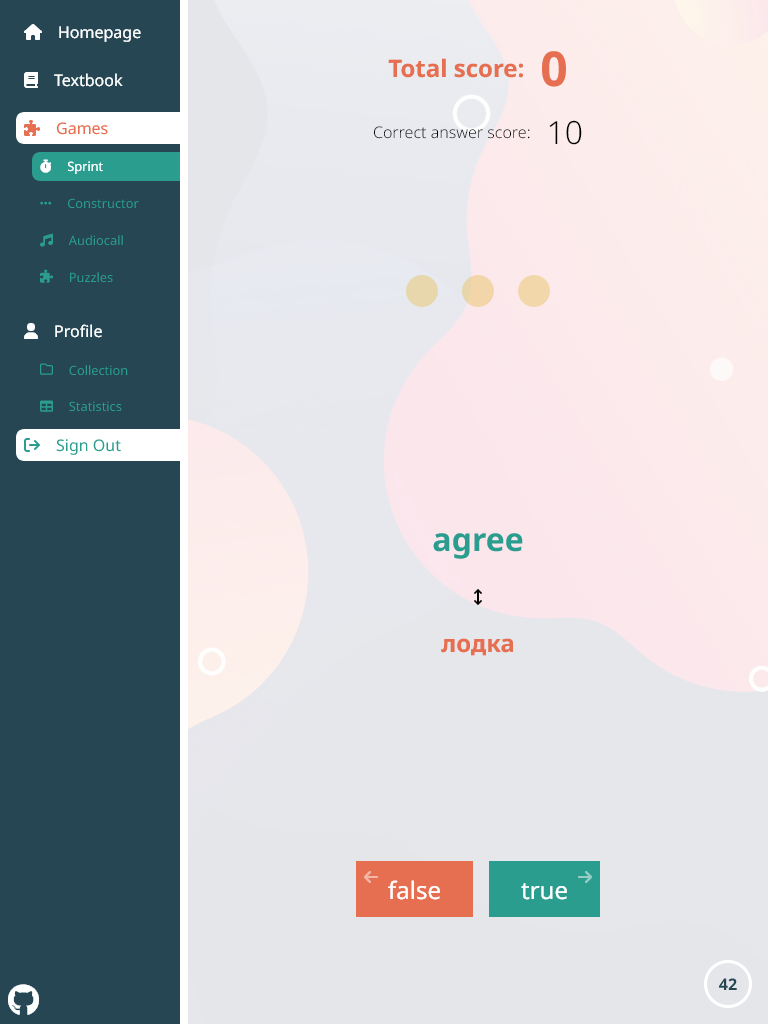 Homepage
Textbook
Games
Sprint
Constructor
Audiocall
Puzzles
Profile
Collection
Statistics
Sign Out
Total score: 0
Correct answer score: 10
agree
лодка
false
true
42